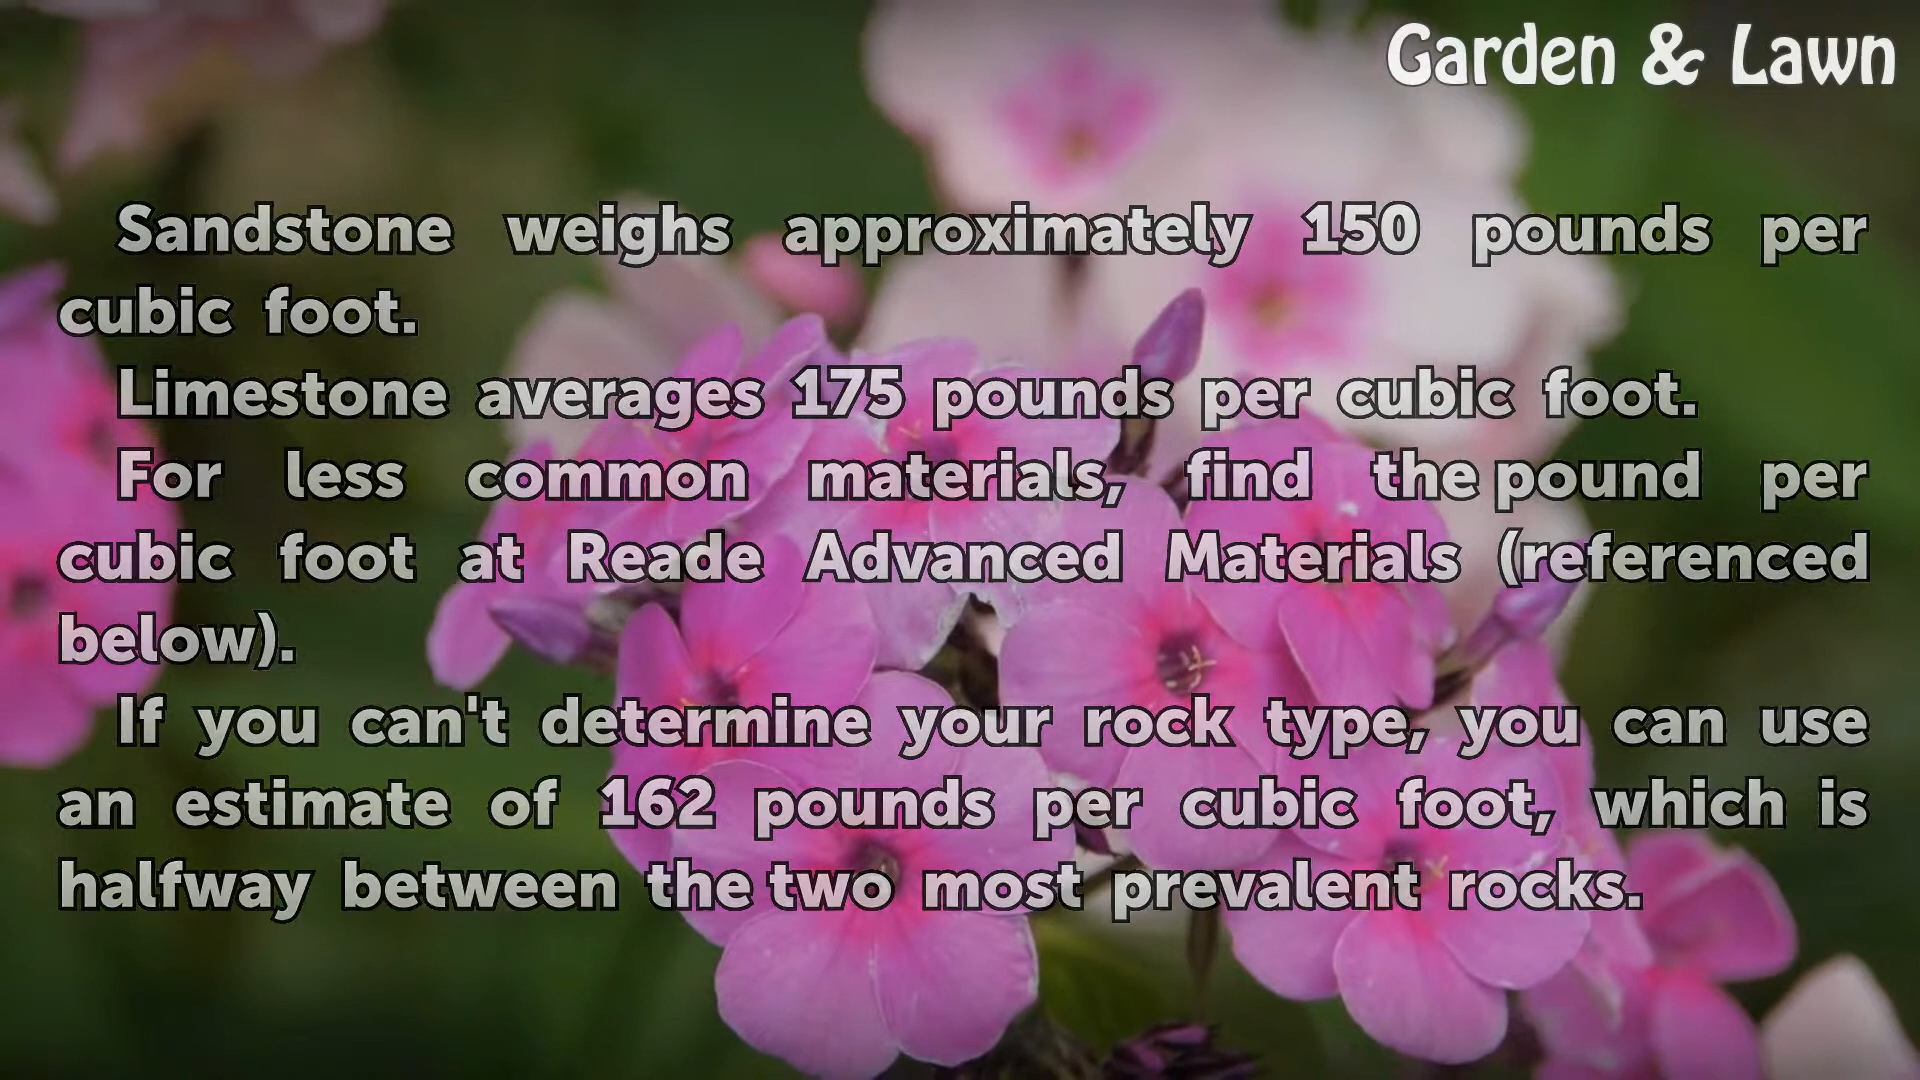 Garden & Lawn
Sandstone weighs approximately 150 pounds per
cubic foot.
Limestone averages 175 pounds per cubic foot.
For less common materials, find the pound per
cubic foot at Reade Advanced Materials (referenced
below).
If you can't determine your rock type, you can use
an estimate of 162 pounds per cubic foot, which is
halfway between the two most prevalent rocks.